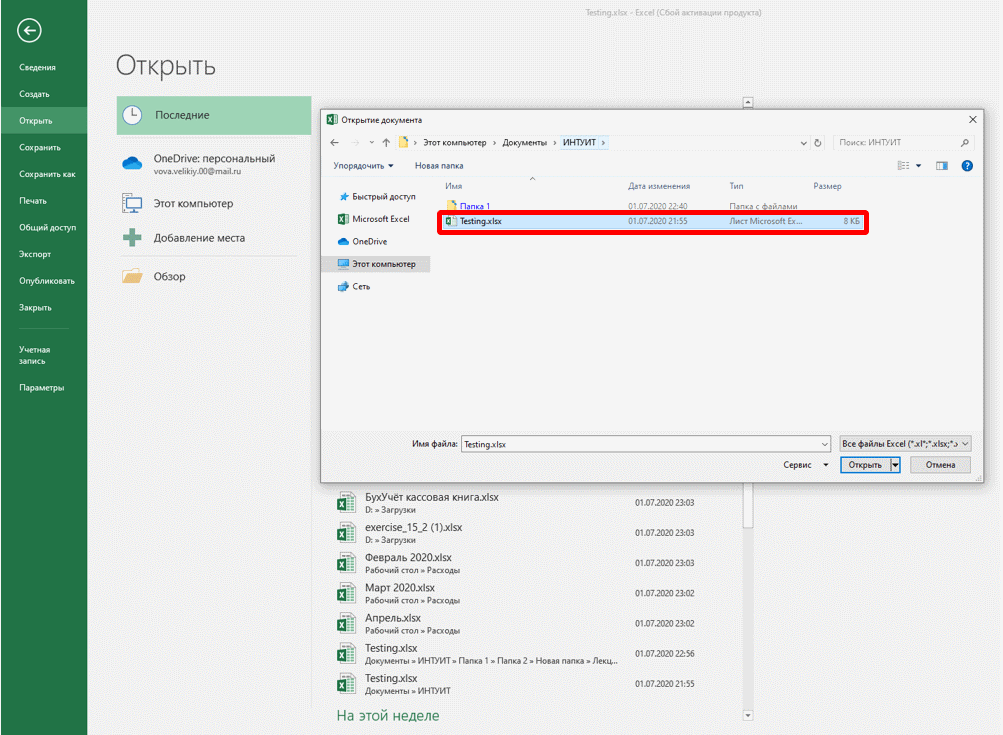 Testing.xlsx - Excel (Сбой активации продукта)
Сведения
Создать
Открыть
Сохранить
Сохранить как
Печать
Общий доступ
Экспорт
Опубликовать
Закрыть
Учетная
запись
Параметры
Открыть
Последние
OneDrive: персональный
vova.velikiy.00@mail.ru
Этот компьютер
Добавление места
Обзор
Открытие документа
Этот компьютер › Документы › ИНТУИТ ›
Поиск: ИНТУИТ
Упорядочить
Новая папка
Быстрый доступ
Microsoft Excel
OneDrive
Этот компьютер
Сеть
Имя Дата изменения Тип Размер
Папка 1 01.07.2020 22:40 Папка с файлами
Testing.xlsx 01.07.2020 21:55 Лист Microsoft Ex... 8 КБ
Имя файла: Testing.xlsx Все файлы Excel (*.xl*;*.xlsx;*.x
Сервис Открыть Отмена
БухУчёт кассовая книга.xlsx 01.07.2020 23:03
D: » Загрузки
exercise_15_2 (1).xlsx 01.07.2020 23:03
D: » Загрузки
Февраль 2020.xlsx 01.07.2020 23:03
Рабочий стол » Расходы
Март 2020.xlsx 01.07.2020 23:02
Рабочий стол » Расходы
Апрель.xlsx 01.07.2020 23:02
Рабочий стол » Расходы
Testing.xlsx 01.07.2020 22:56
Документы » ИНТУИТ » Папка 1 » Папка 2 » Новая папка » Лекц...
Testing.xlsx 01.07.2020 21:55
Документы » ИНТУИТ
На этой неделе